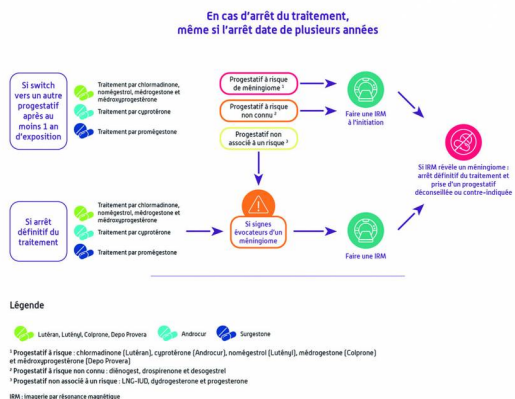 En cas d'arrêt du traitement,
même si l'arrêt date de plusieurs années
Si switch
vers un autre
progestatif
après au
moins 1 an
d'exposition
Traitement par chlormadinone,
nomégestrol, médrogestone et
médroxyprogestérone
Traitement par cyprotérone
Traitement par promégestone
Progestatif à risque
de méningiome ¹
Progestatif à risque
non connu ²
Progestatif non
associé à un risque ³
Faire une IRM
à l'initiation
Si IRM révèle un méningiome :
arrêt définitif du traitement et
prise d'un progestatif
déconseillée ou contre-indiquée
Si arrêt
définitif du
traitement
Traitement par chlormadinone,
nomégestrol, médrogestone et
médroxyprogestérone
Traitement par cyprotérone
Traitement par promégestone
Si signes
évocateurs d'un
méningiome
Faire une IRM
Légende
Lutéran, Lutényl, Colprone, Depo Provera
Androcur
Surgestone
¹ Progestatif à risque : chlormadinone (Lutéran), cyprotérone (Androcur), nomégestrol (Lutényl), médrogestone (Colprone)
et médroxyprogestérone (Depo Provera)
² Progestatif à risque non connu : diénogest, drospirenone et desogestrel
³ Progestatif non associé à un risque : LNG-IUD, dydrogesterone et progesterone
IRM : imagerie par résonance magnétique